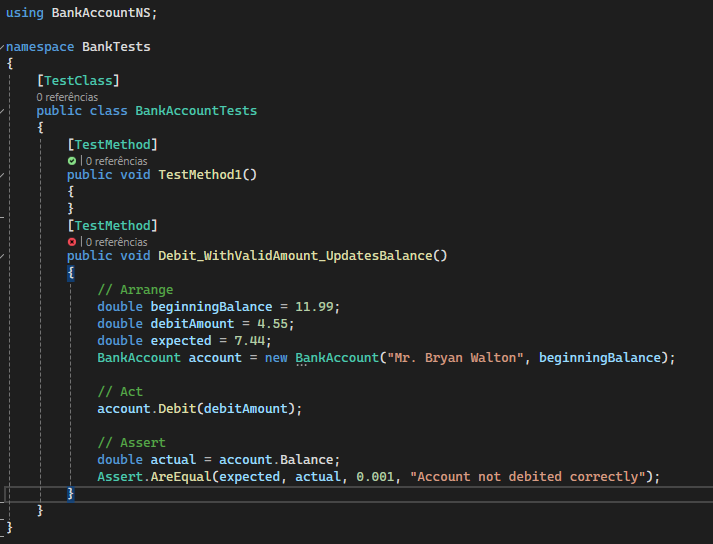 using BankAccountNS;
namespace BankTests
{
[TestClass]
0 referências
public class BankAccountTests
{
[TestMethod]
| 0 referências
public void TestMethod1()
{
}
[TestMethod]
| 0 referências
public void Debit_WithValidAmount_UpdatesBalance()
{
// Arrange
double beginningBalance = 11.99;
double debitAmount = 4.55;
double expected = 7.44;
BankAccount account = new BankAccount("Mr. Bryan Walton", beginningBalance);
// Act
account.Debit(debitAmount);
// Assert
double actual = account.Balance;
Assert.AreEqual(expected, actual, 0.001, "Account not debited correctly");
}
}
}